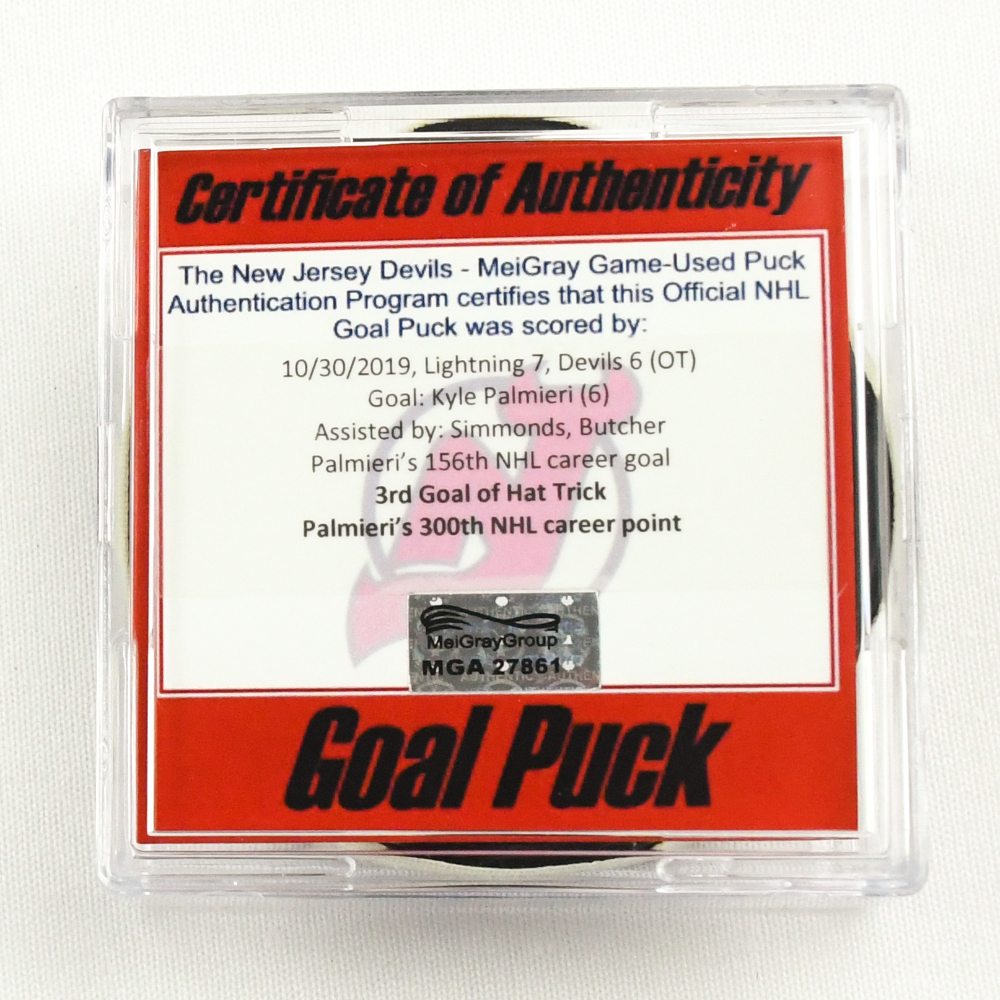 Certificate of Authenticity
The New Jersey Devils - MeiGray Game-Used Puck
Authentication Program certifies that this Official NHL
Goal Puck was scored by:
10/30/2019, Lightning 7, Devils 6 (OT)
Goal: Kyle Palmieri (6)
Assisted by: Simmonds, Butcher
Palmieri's 156th NHL career goal
3rd Goal of Hat Trick
Palmieri's 300th NHL career point
MeiGrayGroup
MGA 27861
Goal Puck